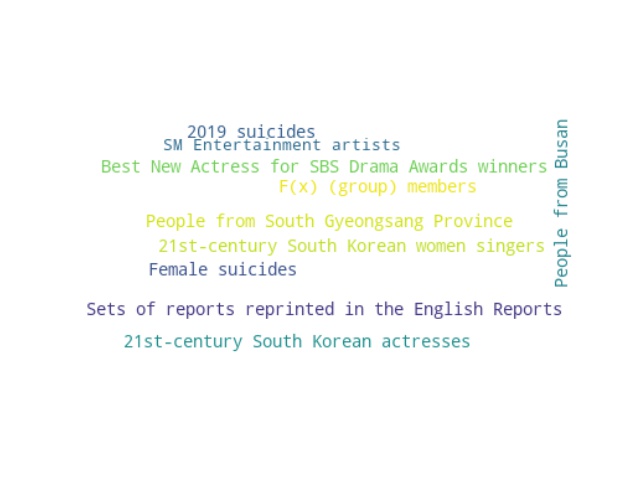 2019 suicides
SM Entertainment artists
Best New Actress for SBS Drama Awards winners
F(x) (group) members
People from South Gyeongsang Province
21st-century South Korean women singers
Female suicides
Sets of reports reprinted in the English Reports
21st-century South Korean actresses
People from Busan